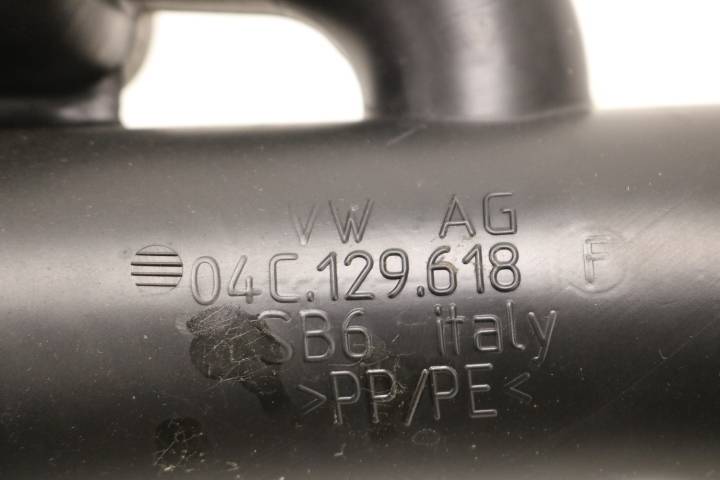 VW AG
04C.129.618 F
SB6 italy
>PP/PE<